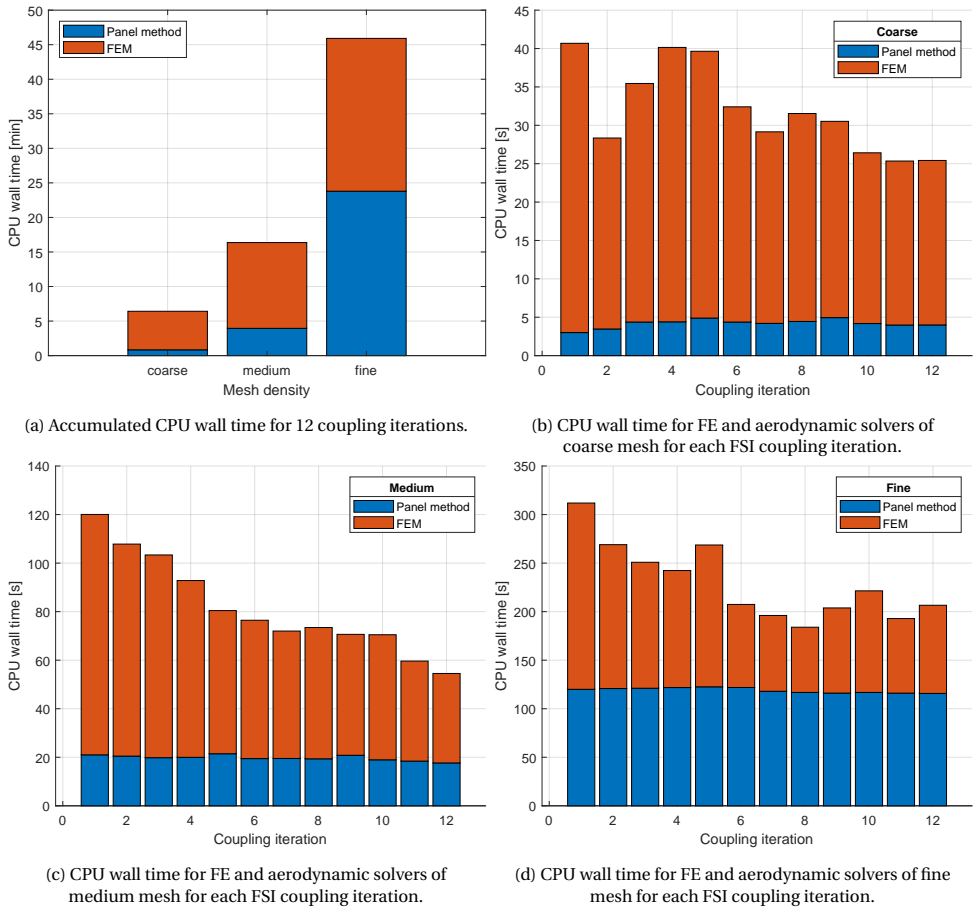 50
45
40
35
30
25
20
15
10
5
0
CPU wall time [min]
Panel method
FEM
coarse
medium
fine
Mesh density
(a) Accumulated CPU wall time for 12 coupling iterations.
45
40
35
30
25
20
15
10
5
0
CPU wall time [s]
Coarse
Panel method
FEM
0 2 4 6 8 10 12
Coupling iteration
(b) CPU wall time for FE and aerodynamic solvers of
coarse mesh for each FSI coupling iteration.
140
120
100
80
60
40
20
0
CPU wall time [s]
Medium
Panel method
FEM
0 2 4 6 8 10 12
Coupling iteration
(c) CPU wall time for FE and aerodynamic solvers of
medium mesh for each FSI coupling iteration.
350
300
250
200
150
100
50
0
CPU wall time [s]
Fine
Panel method
FEM
0 2 4 6 8 10 12
Coupling iteration
(d) CPU wall time for FE and aerodynamic solvers of fine
mesh for each FSI coupling iteration.